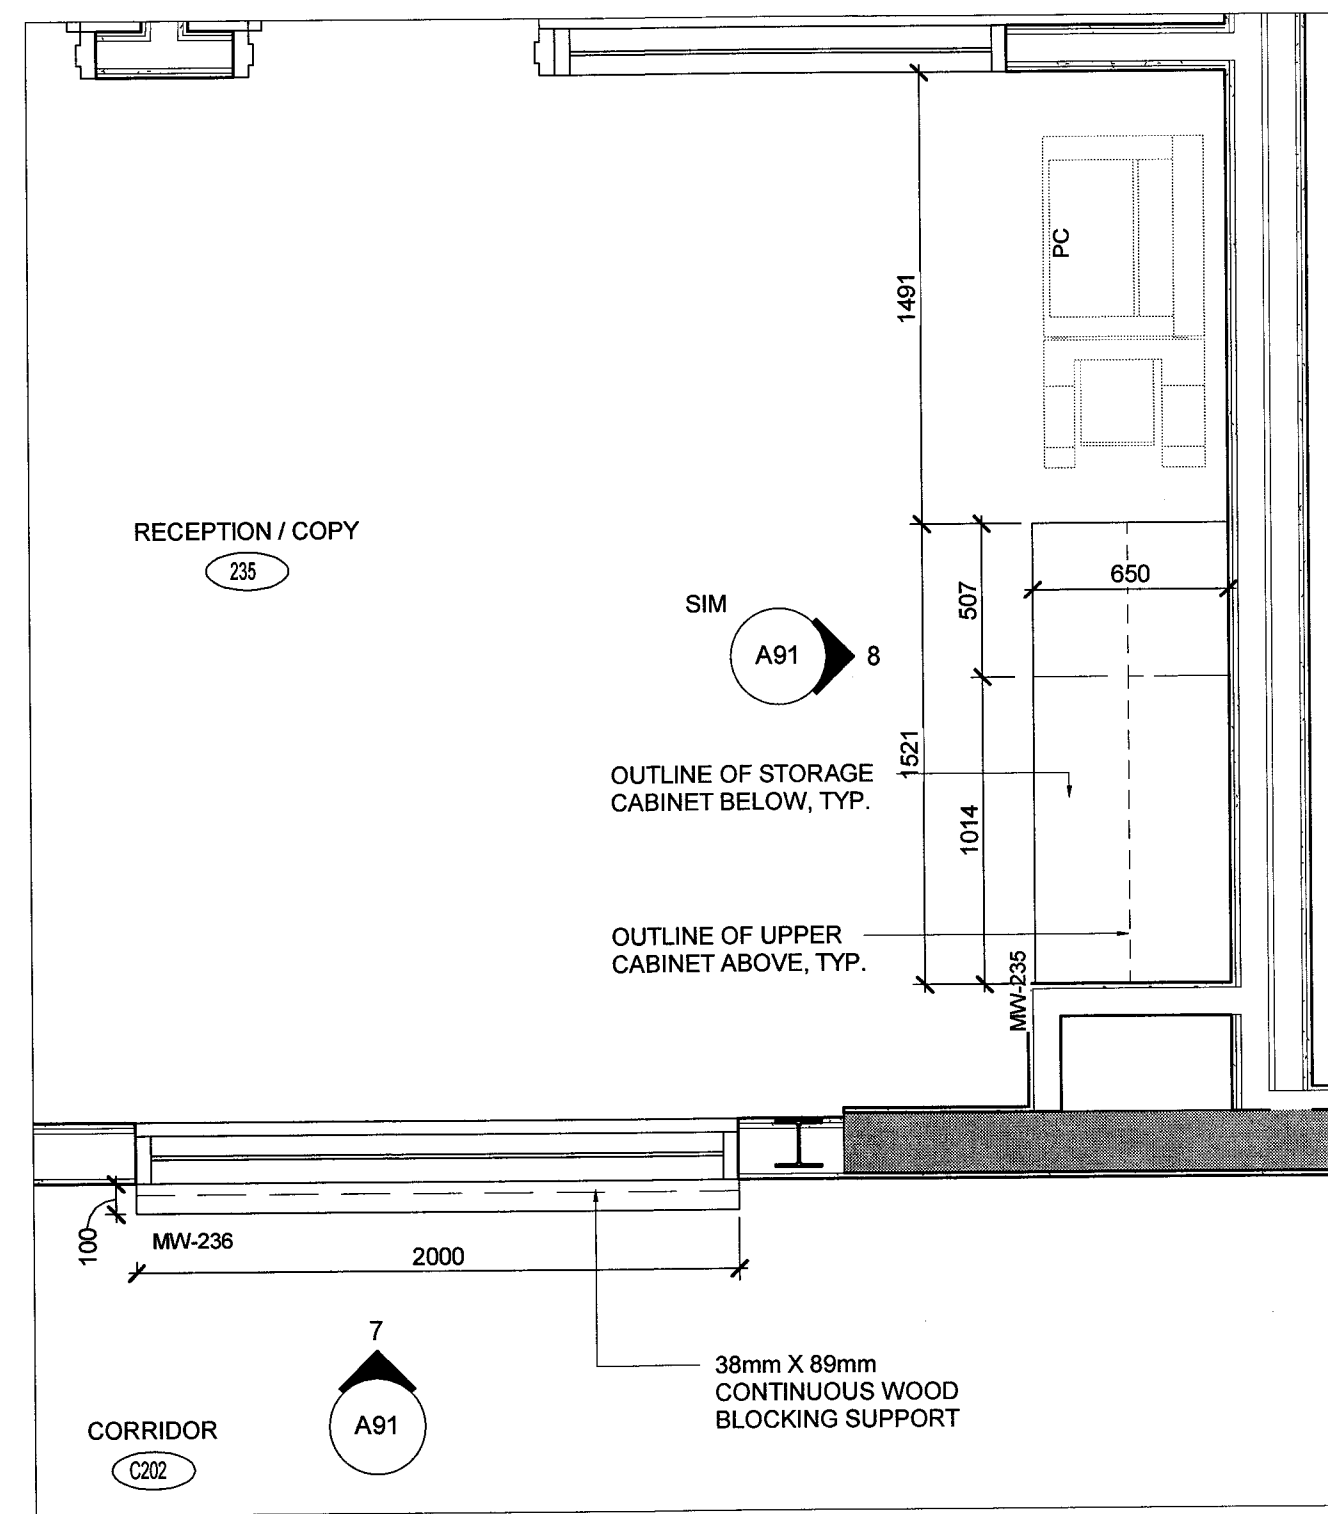 PC
1491
RECEPTION / COPY
235
650
507
SIM
A91
8
1521
OUTLINE OF STORAGE
CABINET BELOW, TYP.
1014
OUTLINE OF UPPER
CABINET ABOVE, TYP.
MW-235
100
MW-236
2000
7
38mm X 89mm
CONTINUOUS WOOD
BLOCKING SUPPORT
A91
CORRIDOR
C202